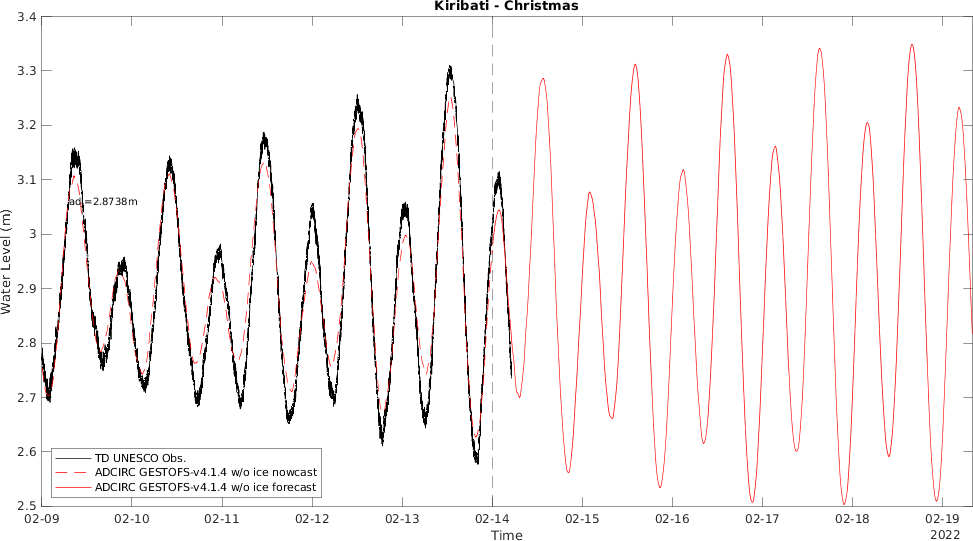 Kiribati - Christmas
3.4
3.3
3.2
3.1
3
2.9
2.8
2.7
2.6
2.5
Water Level (m)
adj=2.8738m
TD UNESCO Obs.
ADCIRC GESTOFS-v4.1.4 w/o ice nowcast
ADCIRC GESTOFS-v4.1.4 w/o ice forecast
02-09 02-10 02-11 02-12 02-13 02-14 02-15 02-16 02-17 02-18 02-19
Time
2022